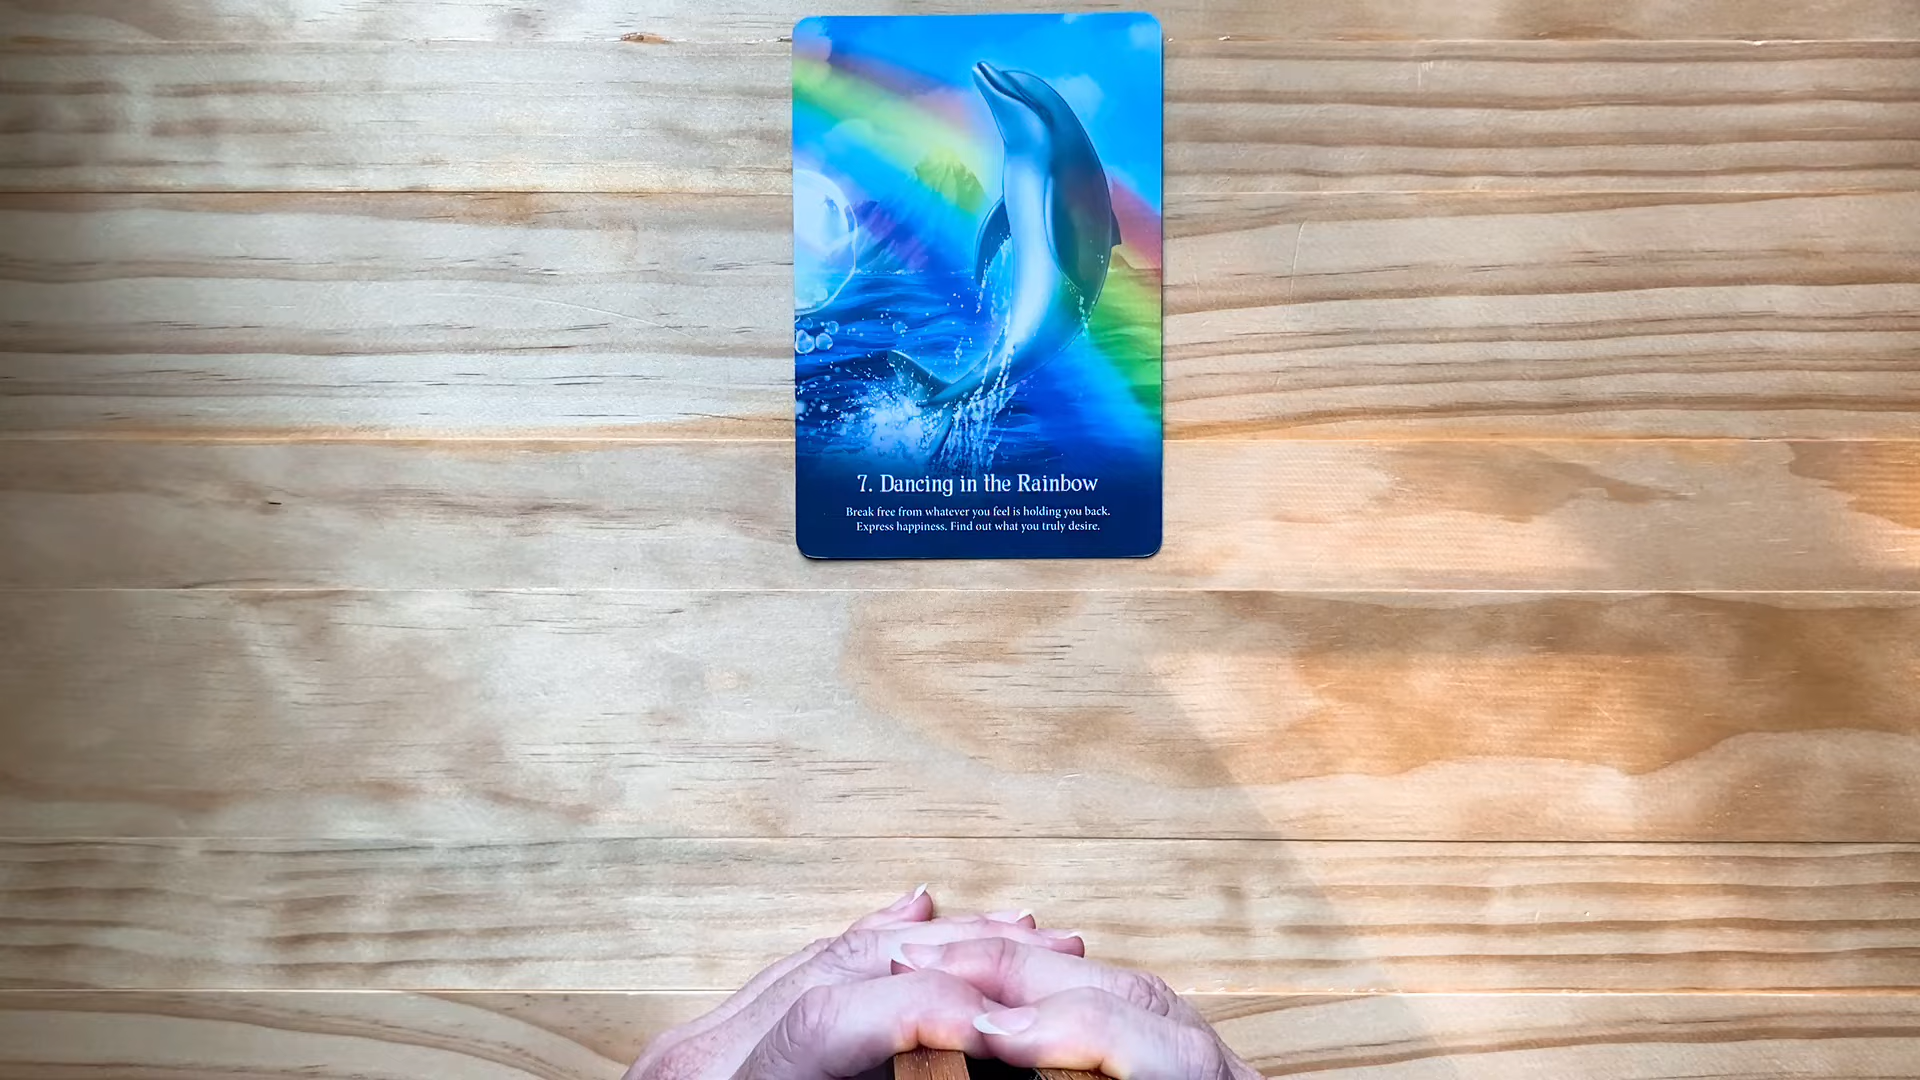 7. Dancing in the Rainbow
Break free from whatever you feel is holding you back.
Express happiness. Find out what you truly desire.